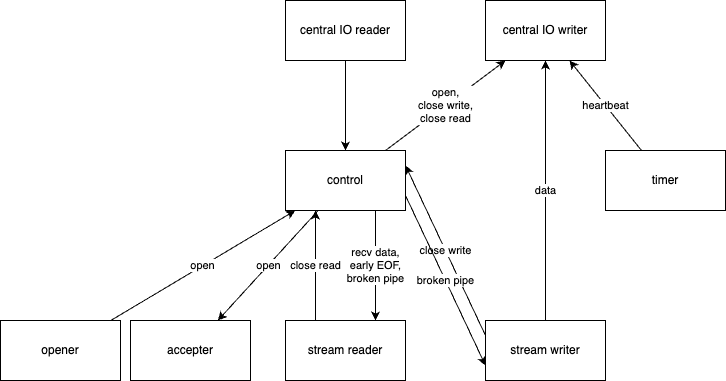 central IO reader
central IO writer
open,
close write,
close read
heartbeat
control
timer
data
open
open
close read
recv data,
early EOF,
broken pipe
close write
broken pipe
opener
accepter
stream reader
stream writer